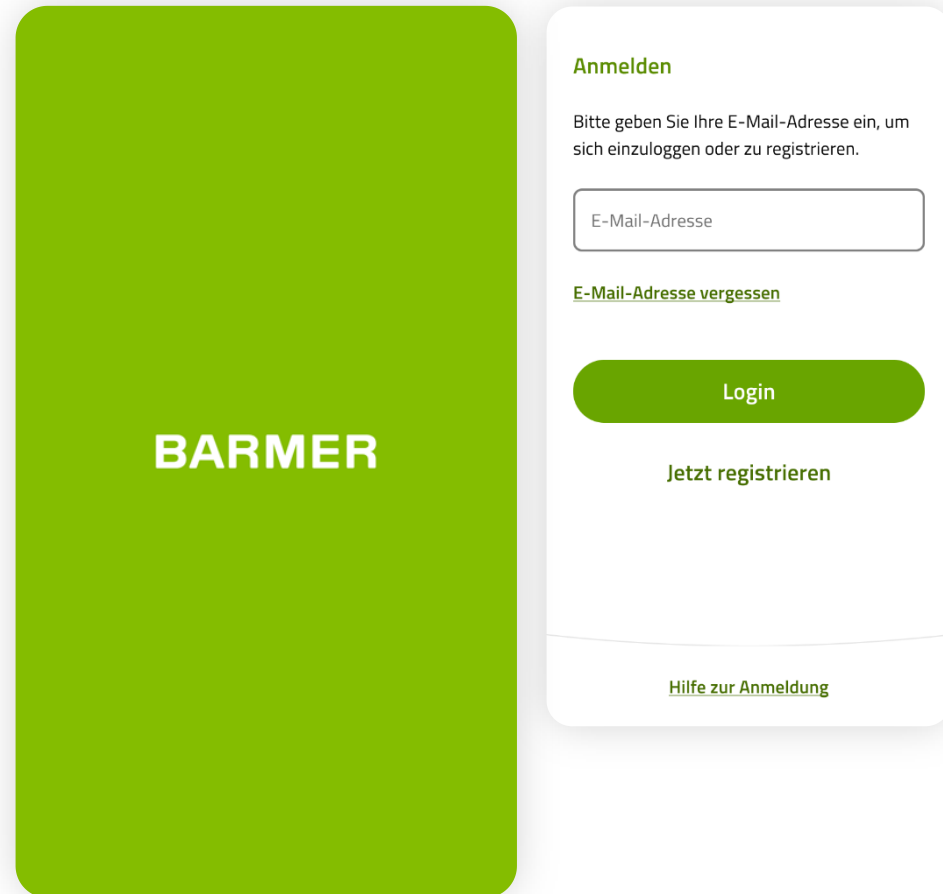 BARMER
Anmelden
Bitte geben Sie Ihre E-Mail-Adresse ein, um
sich einzuloggen oder zu registrieren.
E-Mail-Adresse
E-Mail-Adresse vergessen
Login
Jetzt registrieren
Hilfe zur Anmeldung